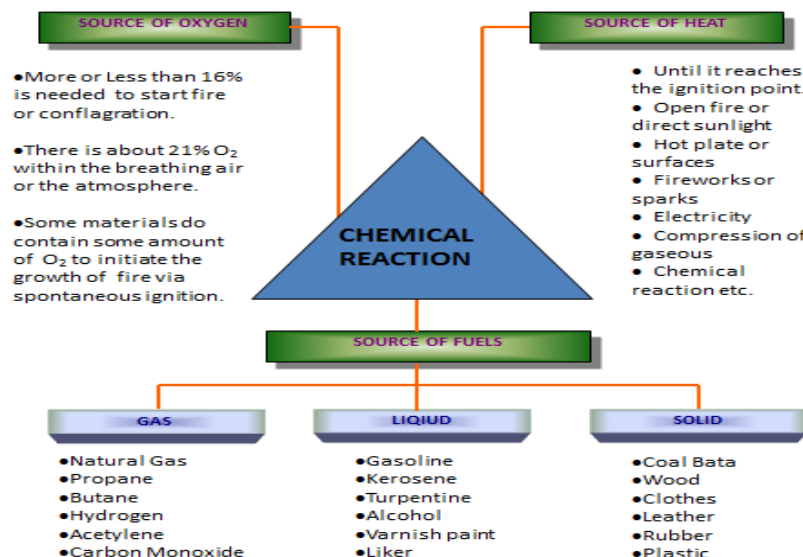 SOURCE OF OXYGEN
●More or Less than 16%
is needed to start fire
or conflagration.
●There is about 21% O₂
within the breathing air
or the atmosphere.
●Some materials do
contain some amount
of O₂ to initiate the
growth of fire via
spontaneous ignition.
SOURCE OF HEAT
● Until it reaches
the ignition point.
● Open fire or
direct sunlight
● Hot plate or
surfaces
● Fireworks or
sparks
● Electricity
● Compression of
gaseous
● Chemical
reaction etc.
CHEMICAL
REACTION
SOURCE OF FUELS
GAS
●Natural Gas
●Propane
●Butane
●Hydrogen
●Acetylene
●Carbon Monoxide
LIQIUD
●Gasoline
●Kerosene
●Turpentine
●Alcohol
●Varnish paint
●Liker
SOLID
●Coal Bata
●Wood
●Clothes
●Leather
●Rubber
●Plastic